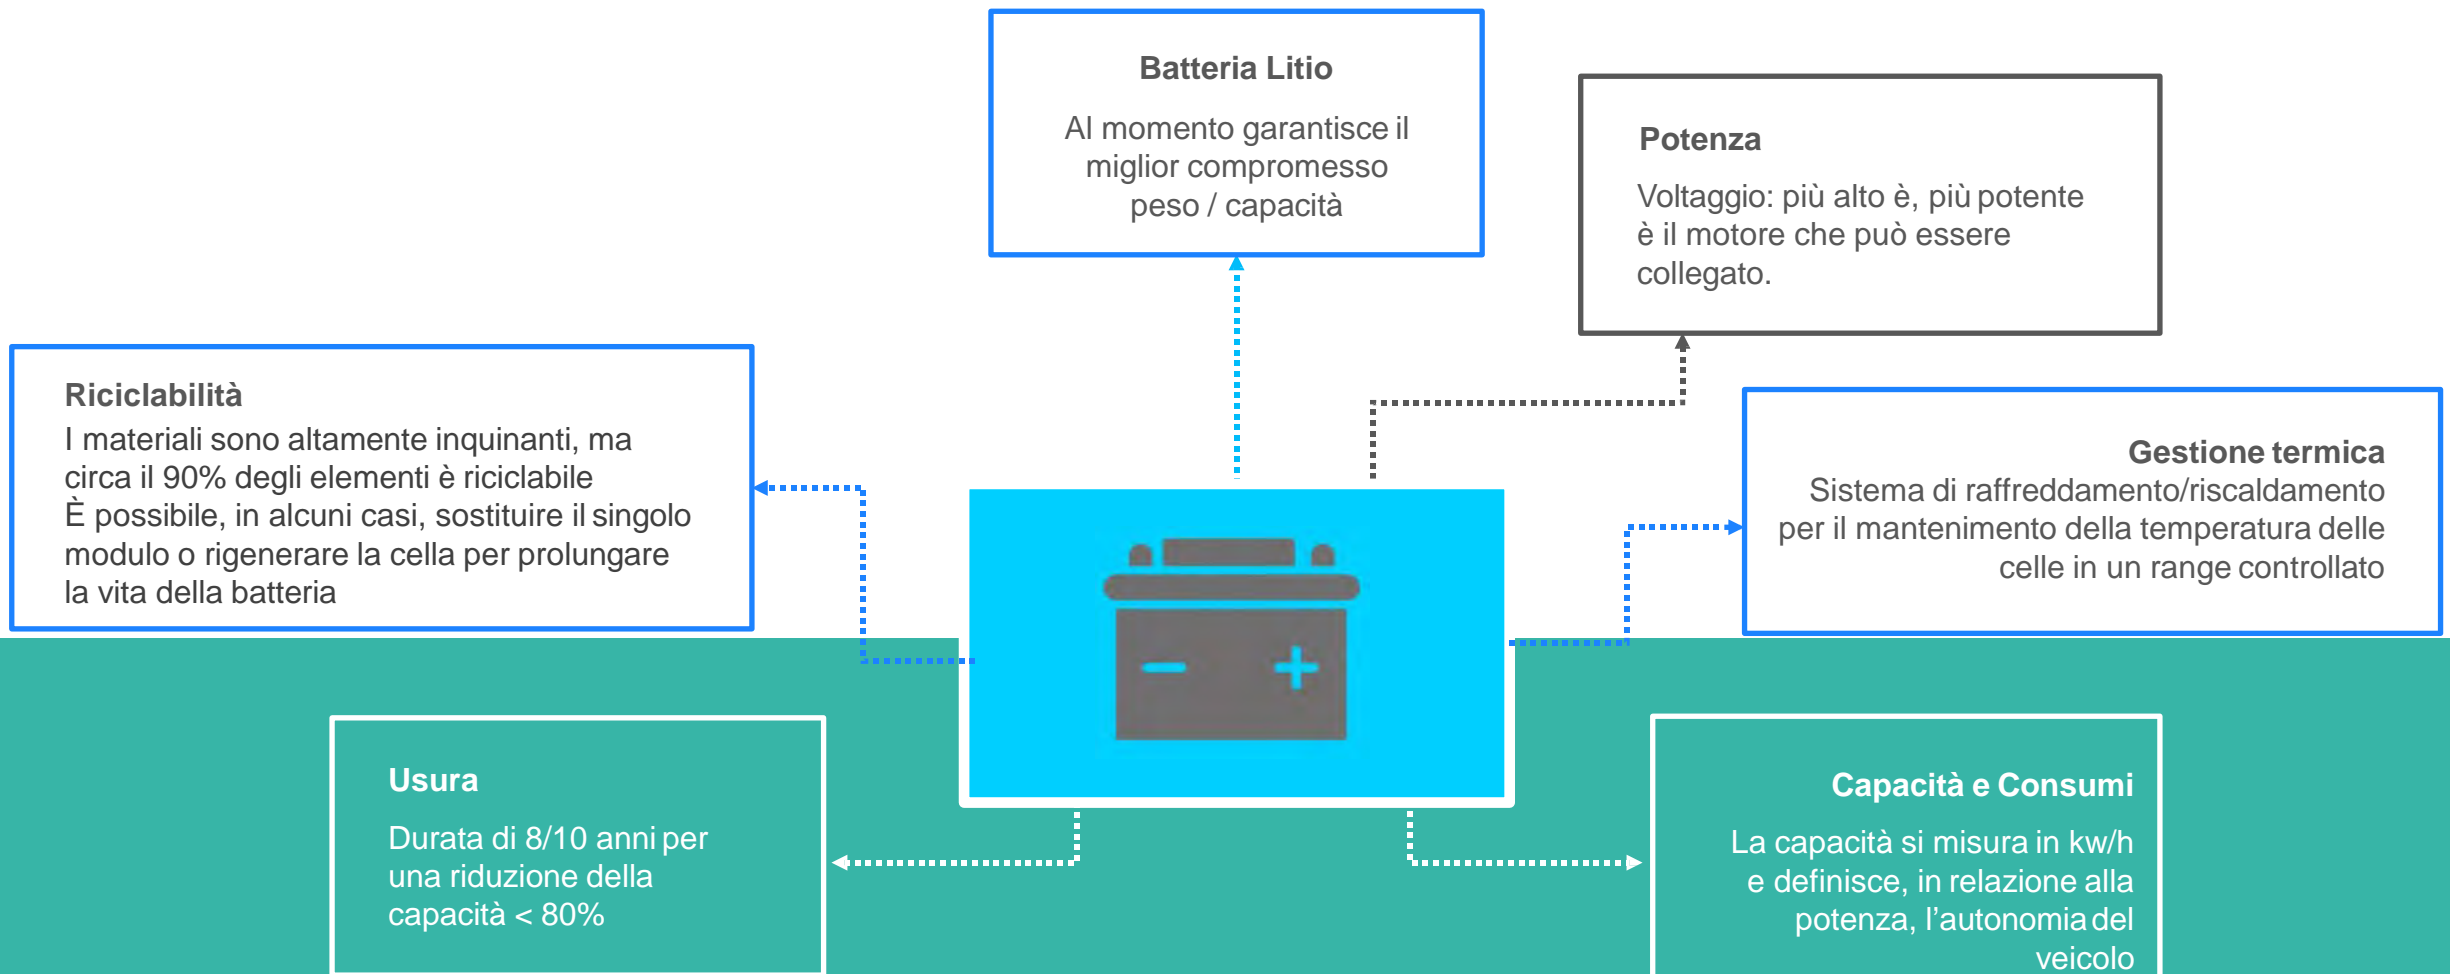 Batteria Litio
Al momento garantisce il
miglior compromesso
peso / capacità
Potenza
Voltaggio: più alto è, più potente
è il motore che può essere
collegato.
Riciclabilità
I materiali sono altamente inquinanti, ma
circa il 90% degli elementi è riciclabile
È possibile, in alcuni casi, sostituire il singolo
modulo o rigenerare la cella per prolungare
la vita della batteria
Gestione termica
Sistema di raffreddamento/riscaldamento
per il mantenimento della temperatura delle
celle in un range controllato
Usura
Durata di 8/10 anni per
una riduzione della
capacità < 80%
Capacità e Consumi
La capacità si misura in kw/h
e definisce, in relazione alla
potenza, l’autonomia del
veicolo